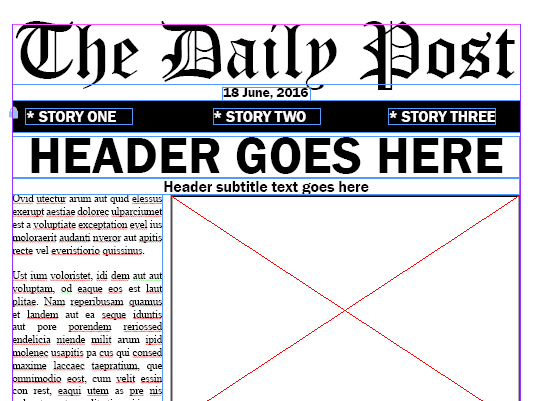 The Daily Post
18 June, 2016
* STORY ONE * STORY TWO * STORY THREE
HEADER GOES HERE
Header subtitle text goes here
Ovid utectur arum aut quid elessus
exerupt aestiae dolorec ulparciumet
est a voluptatie exceptation evel ius
moloraerit audanti nveror aut apitis
recte vel everistiorio quissinus.
Ust ium voloristet, idi dem aut aut
voluptam, od eaque eos est laut
plitae. Nam reperibusam quamus
et landem aut ea seque iduntis
aut pore porendem reriossed
endelicia niende milit arum ipid
molenec usapitis pa cus qui consed
maxime laccaec taepratium, que
omnimodio eost, cum velit essin
con rest, eaqui utem as pre nis